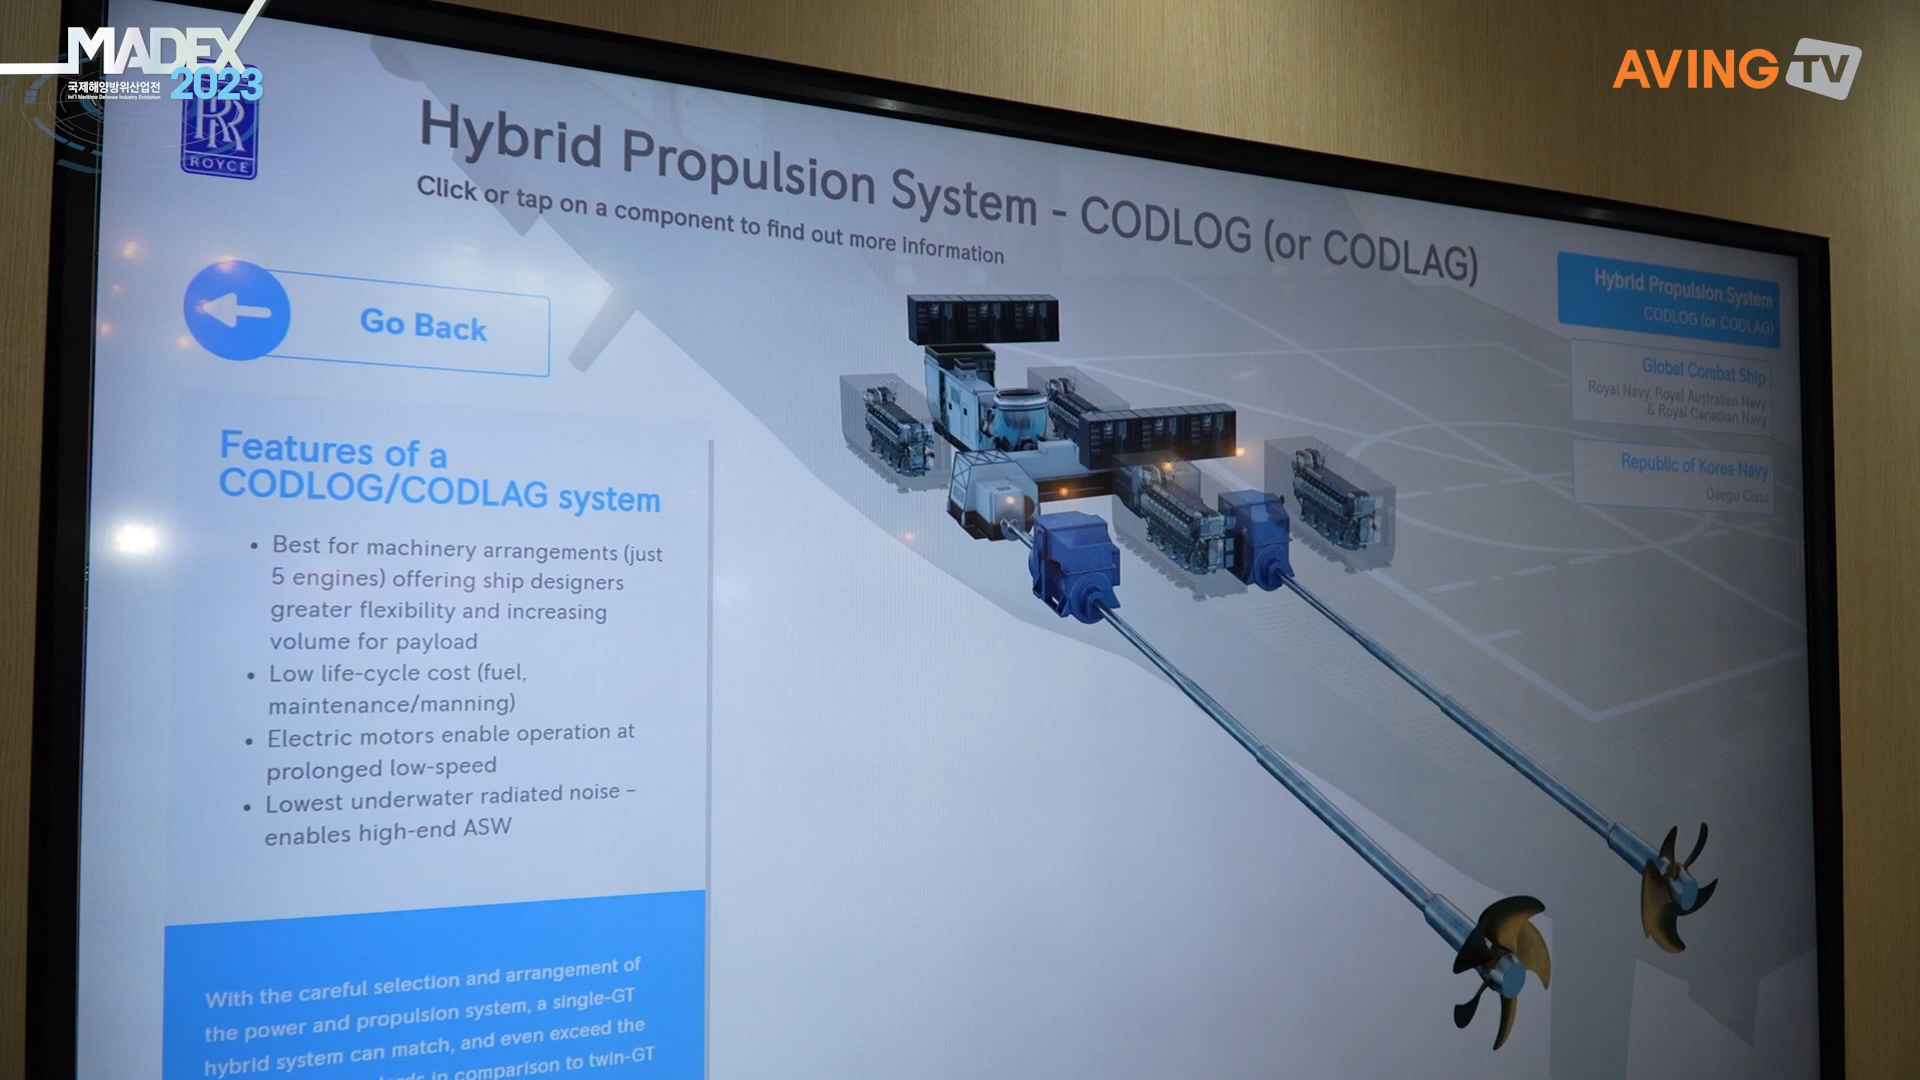 MADEX
국제해양방위산업전
2023
Int'l Maritime Defense Industry Exhibition
AVING TV
RR
ROYCE
Hybrid Propulsion System - CODLOG (or CODLAG)
Click or tap on a component to find out more information
Go Back
Hybrid Propulsion System
CODLOG (or CODLAG)
Global Combat Ship
Royal Navy, Royal Australian Navy
& Royal Canadian Navy
Republic of Korea Navy
Daegu Class
Features of a
CODLOG/CODLAG system
• Best for machinery arrangements (just
5 engines) offering ship designers
greater flexibility and increasing
volume for payload
• Low life-cycle cost (fuel,
maintenance/manning)
• Electric motors enable operation at
prolonged low-speed
• Lowest underwater radiated noise –
enables high-end ASW
With the careful selection and arrangement of
the power and propulsion system, a single-GT
hybrid system can match, and even exceed the
in comparison to twin-GT